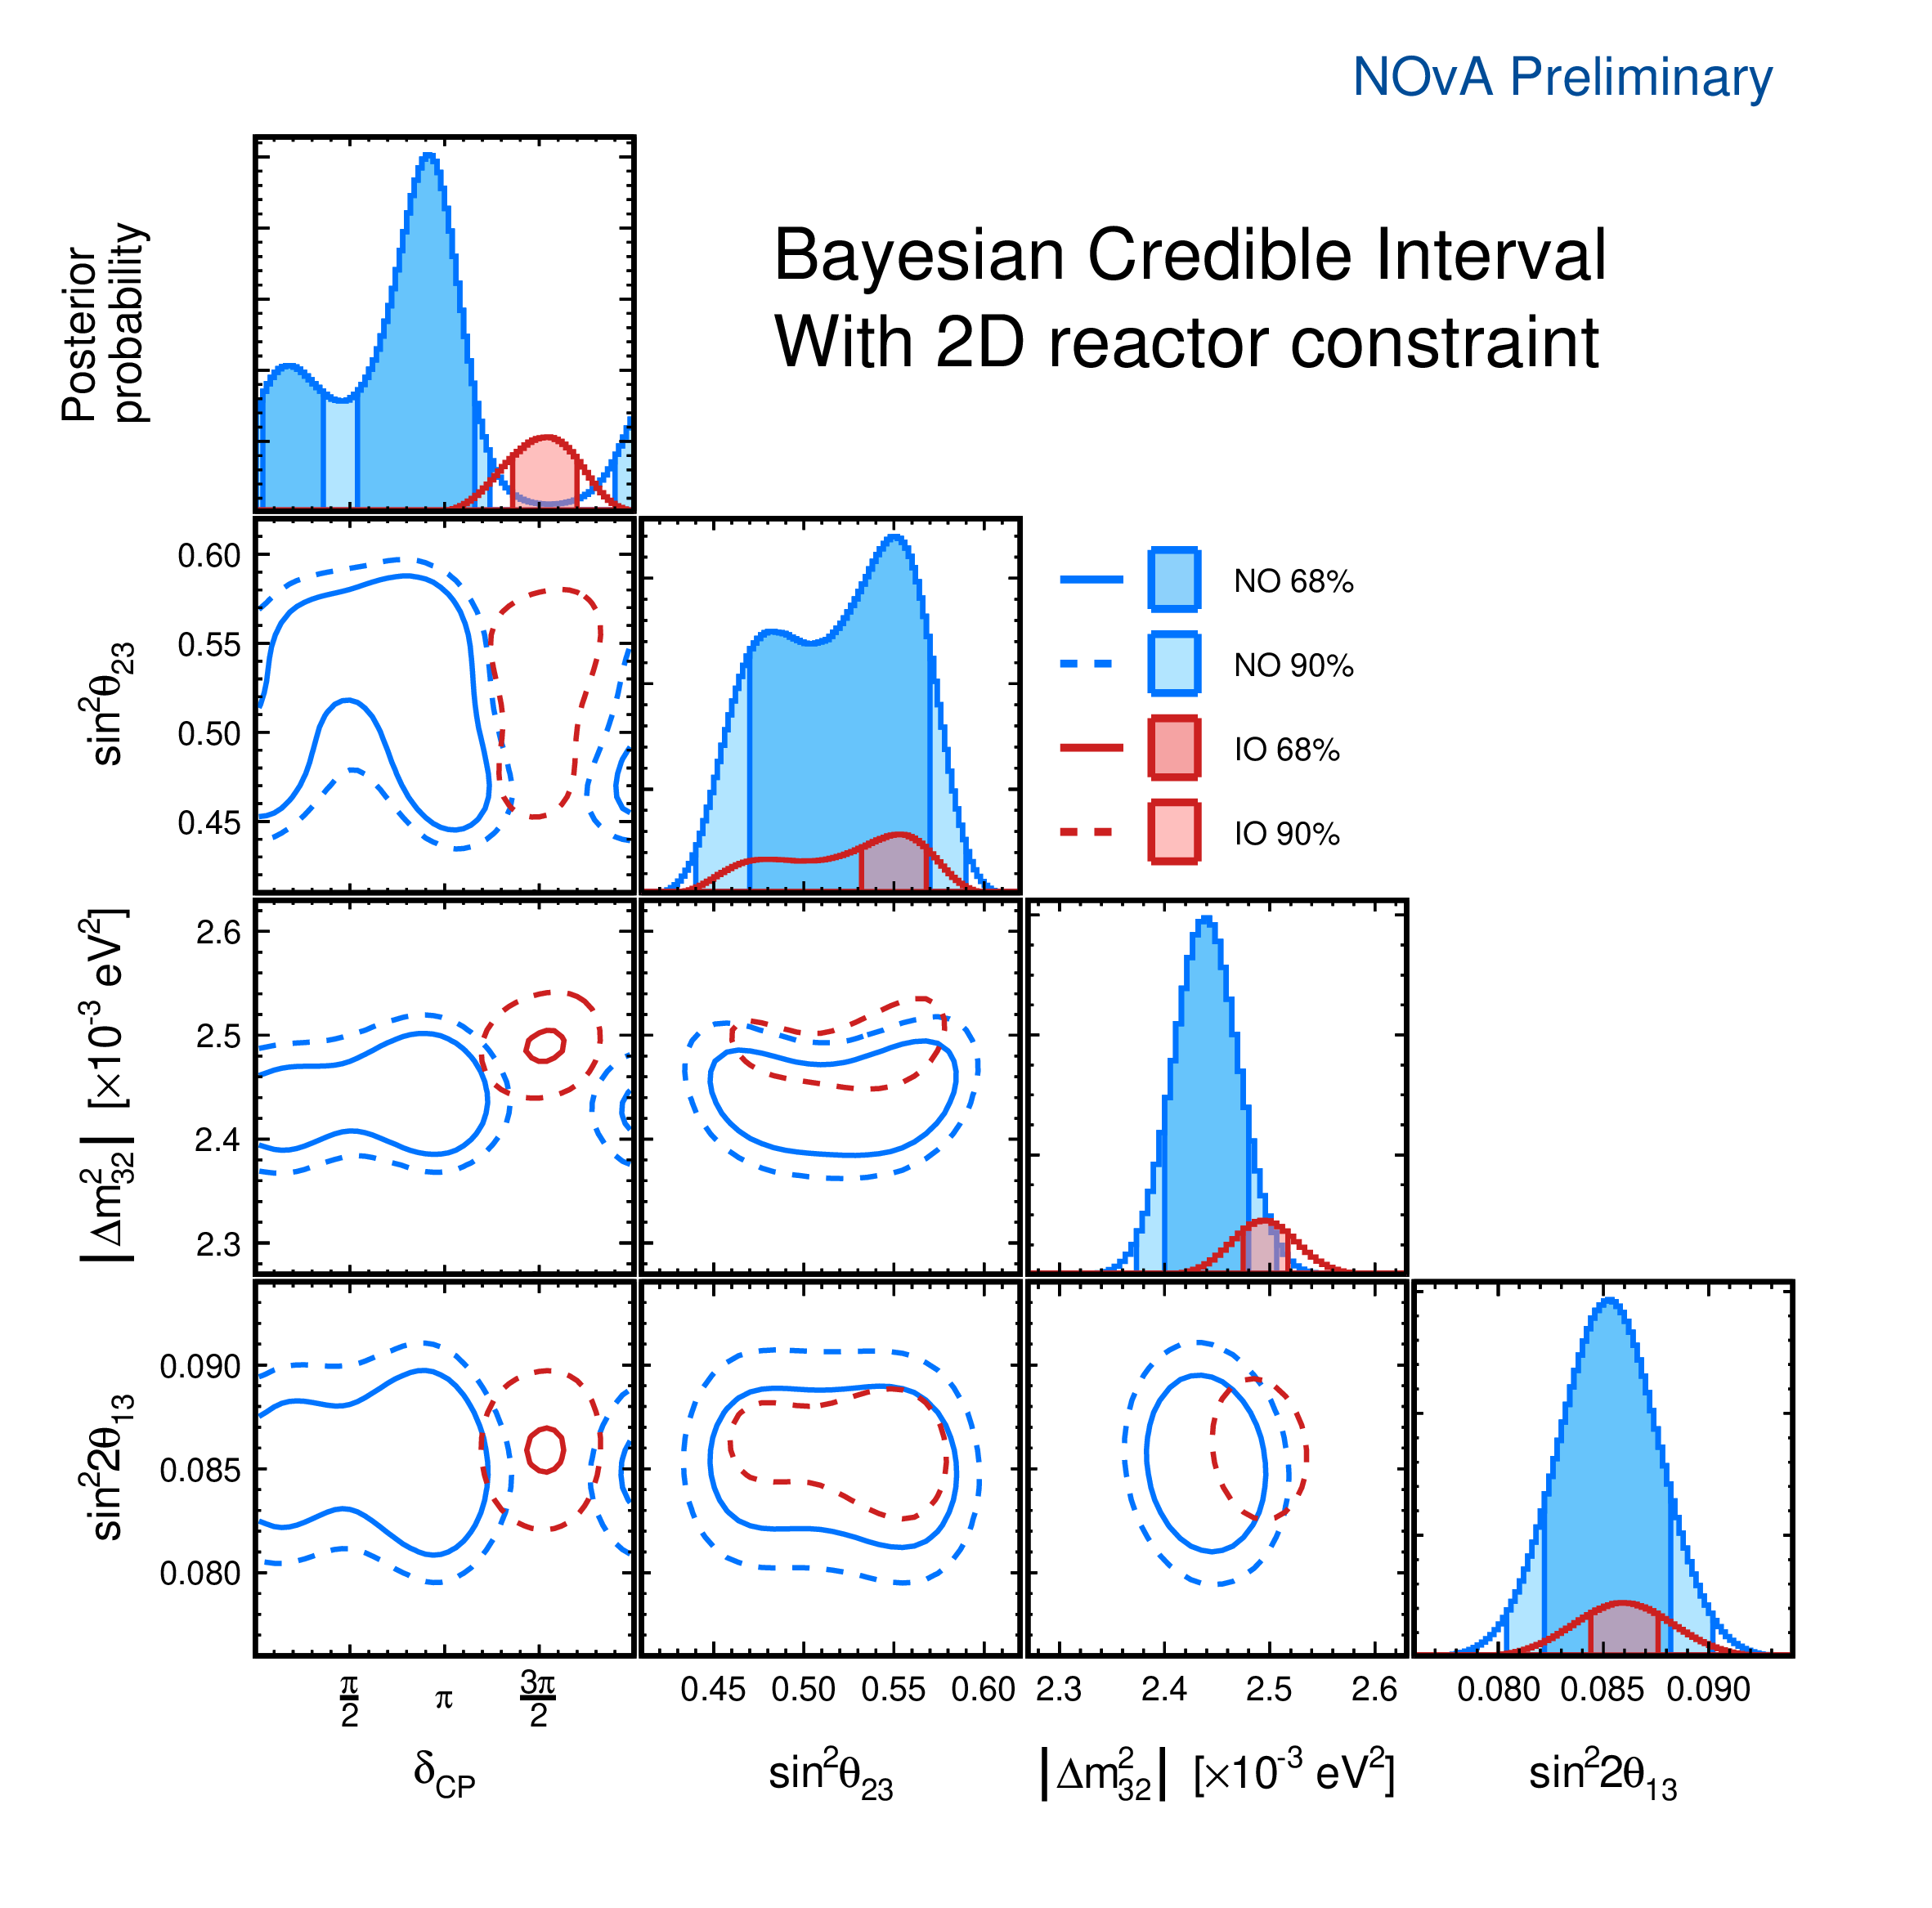 NOvA Preliminary
Bayesian Credible Interval
With 2D reactor constraint
Posterior
probability
sin²θ₂₃
0.60
0.55
0.50
0.45
NO 68%
NO 90%
IO 68%
IO 90%
|Δm²₃₂| [×10⁻³ eV²]
2.6
2.5
2.4
2.3
sin²2θ₁₃
0.090
0.085
0.080
π/2 π 3π/2 0.45 0.50 0.55 0.60 2.3 2.4 2.5 2.6 0.080 0.085 0.090
δ_CP sin²θ₂₃ |Δm²₃₂| [×10⁻³ eV²] sin²2θ₁₃